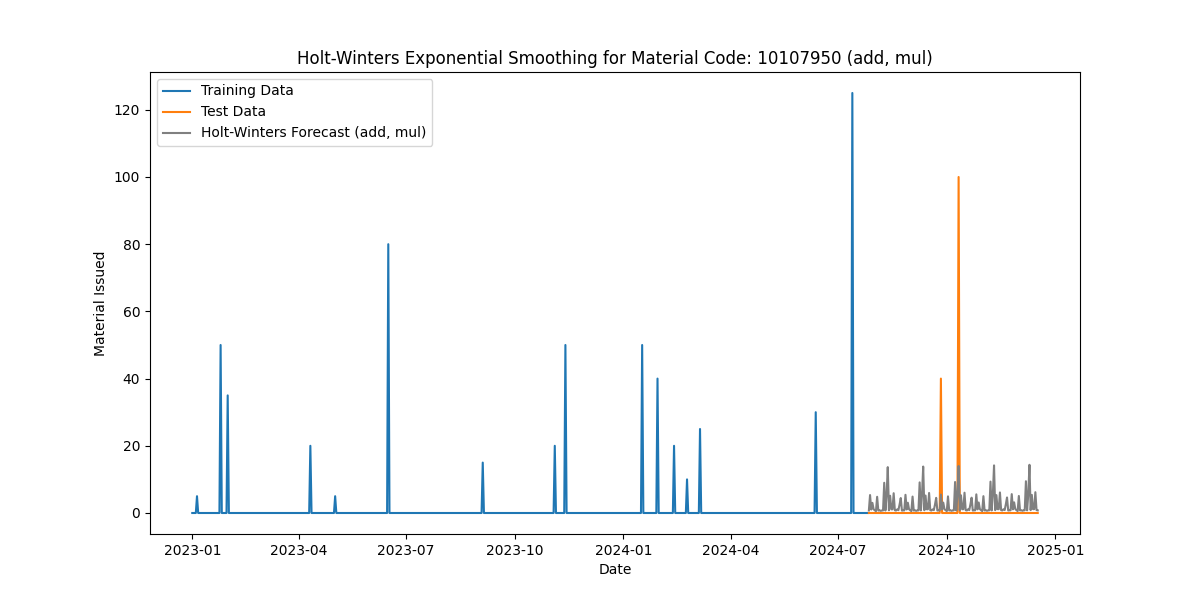 Holt-Winters Exponential Smoothing for Material Code: 10107950 (add, mul)
Training Data
Test Data
Holt-Winters Forecast (add, mul)
Material Issued
120
100
80
60
40
20
0
2023-01
2023-04
2023-07
2023-10
2024-01
2024-04
2024-07
2024-10
2025-01
Date